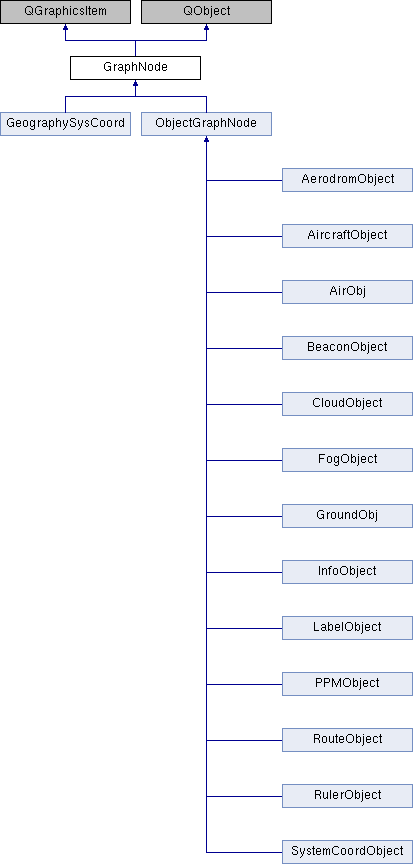 QGraphicsItem
QObject
GraphNode
GeographySysCoord
ObjectGraphNode
AerodromObject
AircraftObject
AirObj
BeaconObject
CloudObject
FogObject
GroundObj
InfoObject
LabelObject
PPMObject
RouteObject
RulerObject
SystemCoordObject